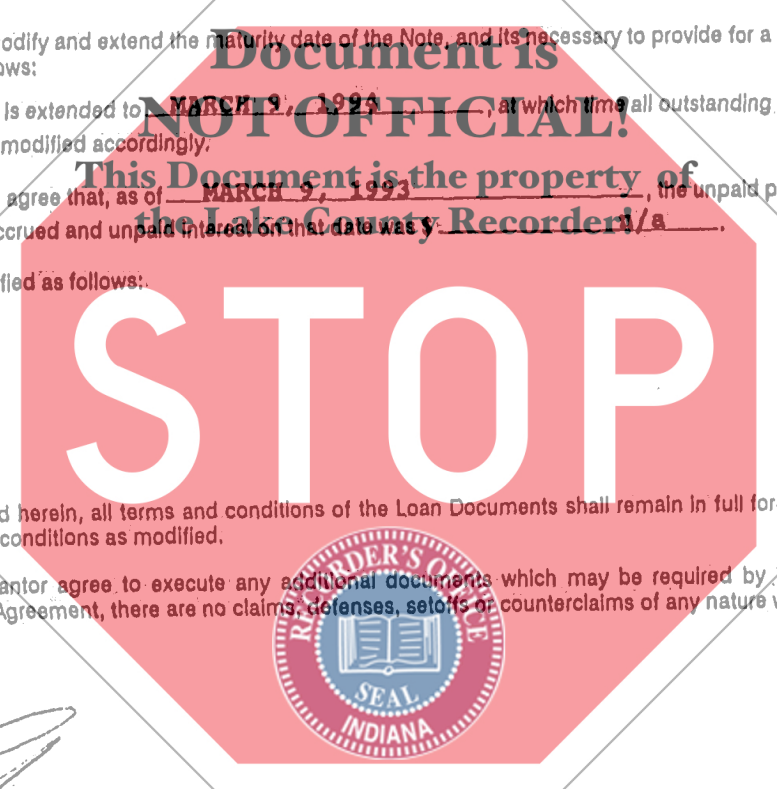 odify and extend the maturity date of the Note, and its necessary to provide for a
Document is
ows:
Is extended to MARCH 9, 1994, at which time all outstanding
NOT OFFICIAL!
modified accordingly.
This Document is the property of
agree that, as of MARCH 9, 1993, the unpaid p
the Lake County Recorder!
ccrued and unpaid interest on that date was $ n/a.
fied as follows:
STOP
d herein, all terms and conditions of the Loan Documents shall remain in full for
conditions as modified.
antor agree to execute any additional documents which may be required by
Agreement, there are no claims, defenses, setoffs or counterclaims of any nature w
RECORDER'S OFFICE
SEAL
INDIANA